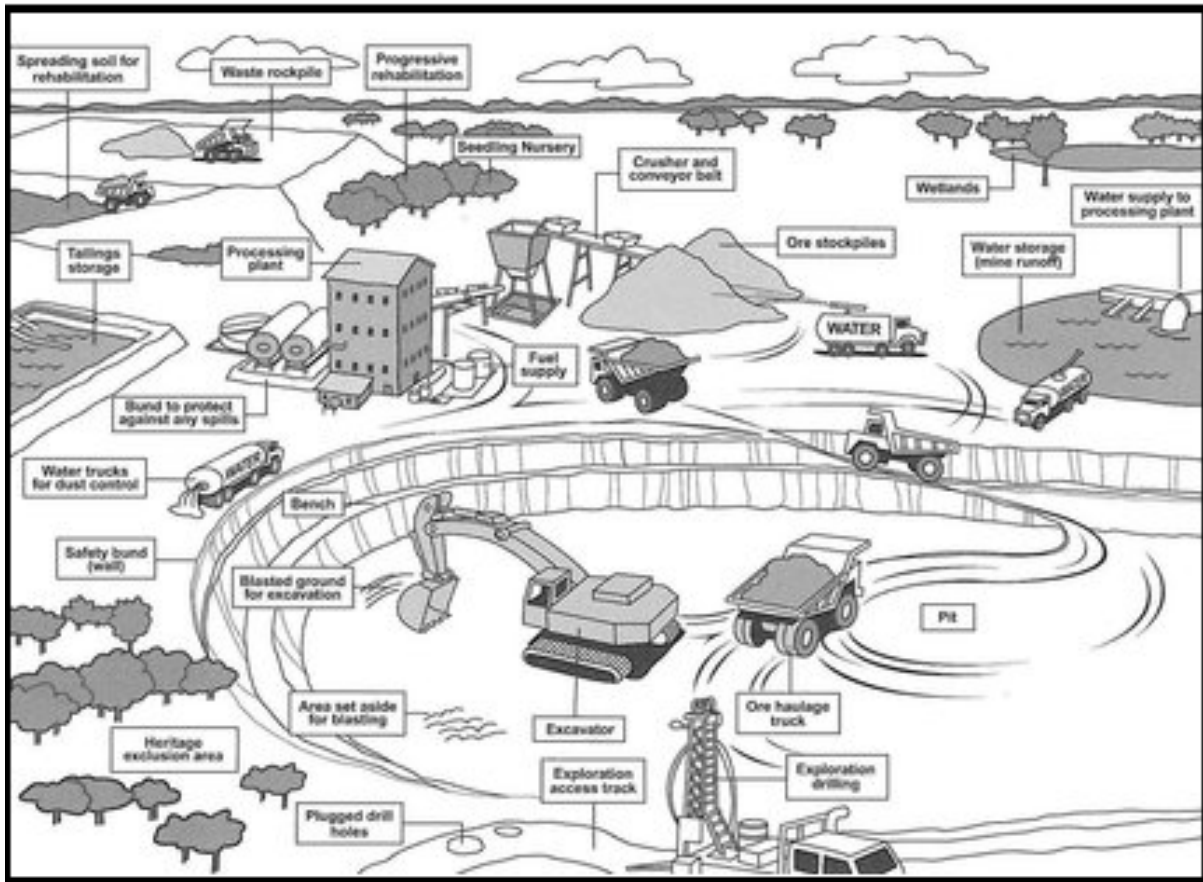 Spreading soil for
rehabilitation
Waste rockpile
Progressive
rehabilitation
Seedling Nursery
Crusher and
conveyor belt
Wetlands
Water supply to
processing plant
Tailings
storage
Processing
plant
Ore stockpiles
Water storage
(mine runoff)
WATER
Fuel
supply
Bund to protect
against any spills
WATER
Water trucks
for dust control
WATER
Bench
Safety bund
(wall)
Blasted ground
for excavation
Pit
Area set aside
for blasting
Excavator
Ore haulage
truck
Heritage
exclusion area
Exploration
access track
Exploration
drilling
Plugged drill
holes